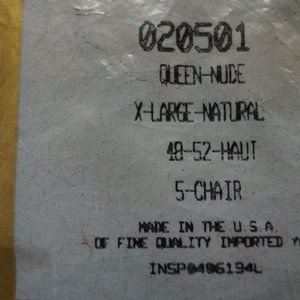 020501
QUEEN-NUDE
X-LARGE-NATURAL
48-52-HAUT
5-CHAIR
MADE IN THE U.S.A.
OF FINE QUALITY IMPORTED
INSP0406194L